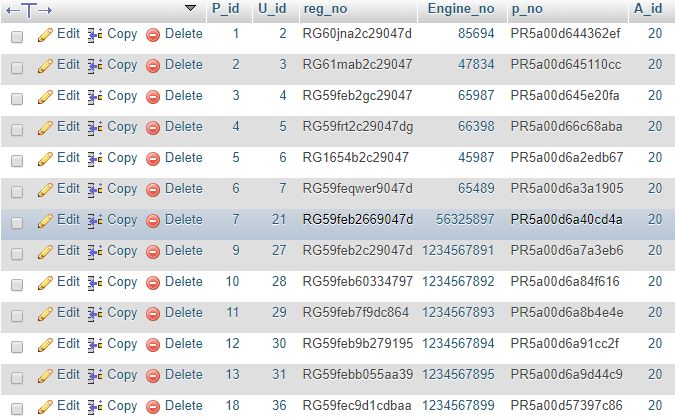 P_id U_id reg_no Engine_no p_no A_id
Edit Copy Delete 1 2 RG60jna2c29047d 85694 PR5a00d644362ef 20
Edit Copy Delete 2 3 RG61mab2c29047 47834 PR5a00d645110cc 20
Edit Copy Delete 3 4 RG59feb2gc29047 65987 PR5a00d645e20fa 20
Edit Copy Delete 4 5 RG59frt2c29047dg 66398 PR5a00d66c68aba 20
Edit Copy Delete 5 6 RG1654b2c29047 45987 PR5a00d6a2edb67 20
Edit Copy Delete 6 7 RG59feqwer9047d 65489 PR5a00d6a3a1905 20
Edit Copy Delete 7 21 RG59feb2669047d 56325897 PR5a00d6a40cd4a 20
Edit Copy Delete 9 27 RG59feb2c29047d 1234567891 PR5a00d6a7a3eb6 20
Edit Copy Delete 10 28 RG59feb60334797 1234567892 PR5a00d6a84f616 20
Edit Copy Delete 11 29 RG59feb7f9dc864 1234567893 PR5a00d6a8b4e4e 20
Edit Copy Delete 12 30 RG59feb9b279195 1234567894 PR5a00d6a91cc2f 20
Edit Copy Delete 13 31 RG59febb055aa39 1234567895 PR5a00d6a9d44c9 20
Edit Copy Delete 18 36 RG59fec9d1cdbaa 1234567899 PR5a00d57397c86 20